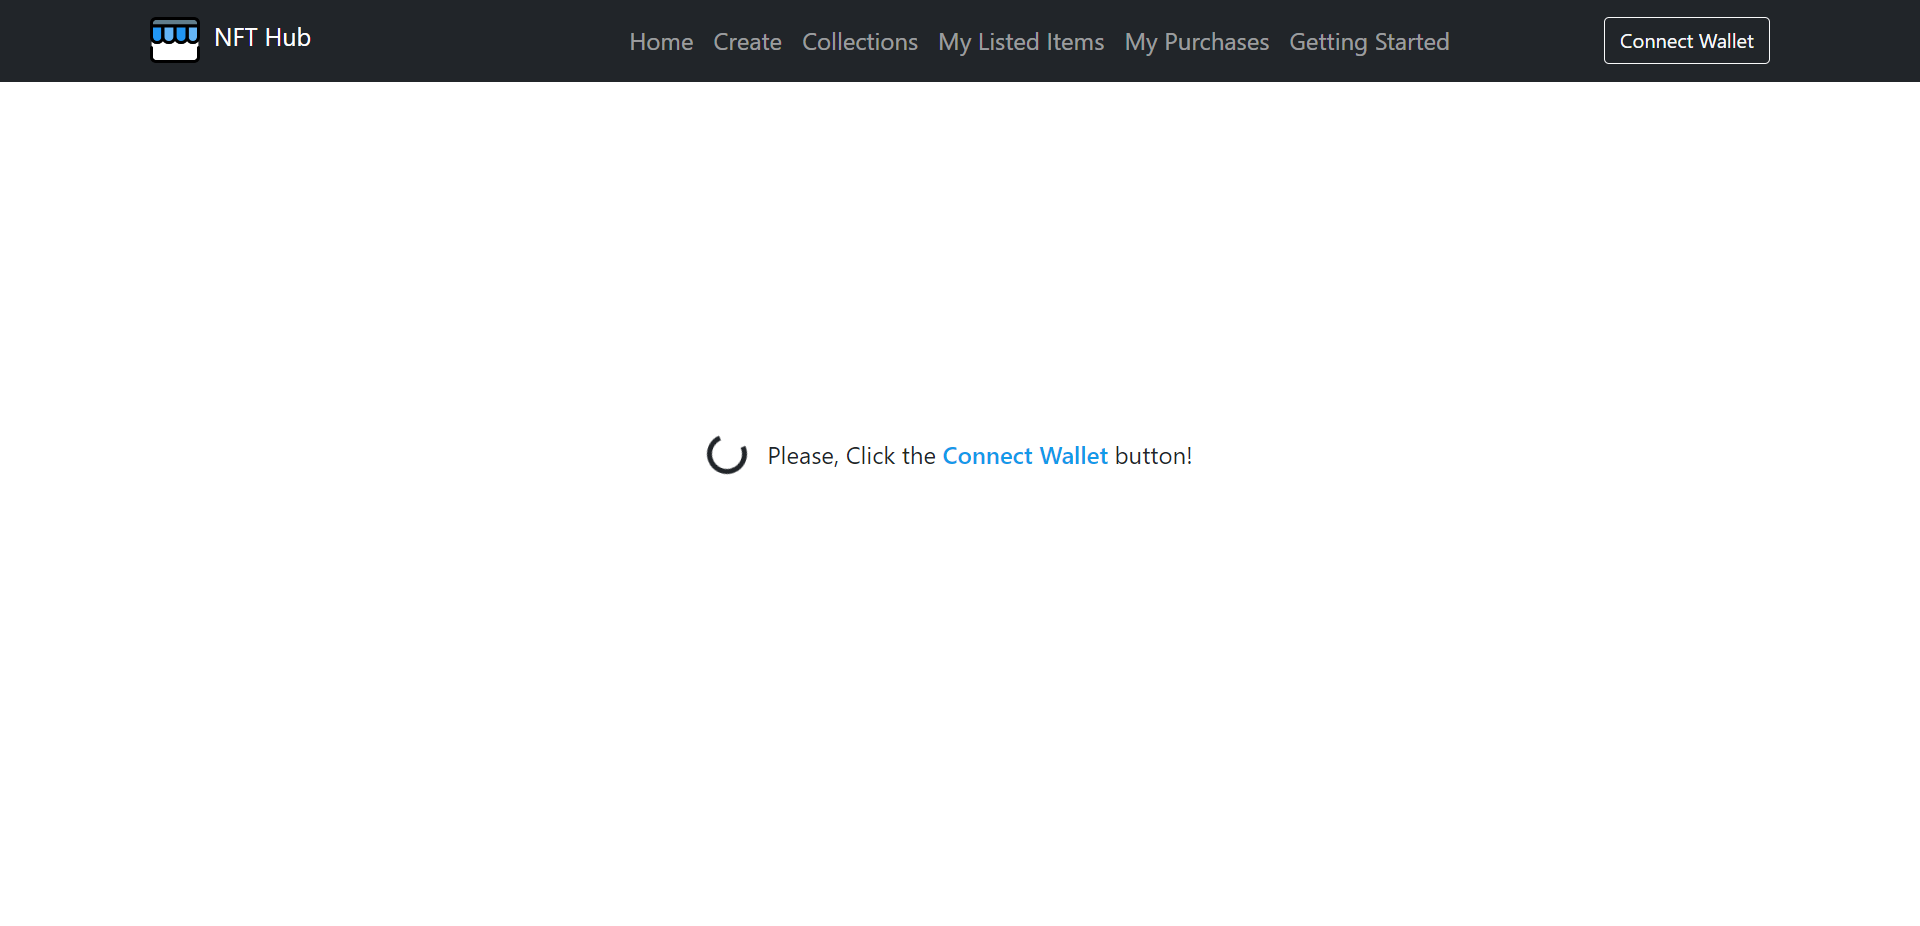 NFT Hub
Home Create Collections My Listed Items My Purchases Getting Started
Connect Wallet
Please, Click the Connect Wallet button!